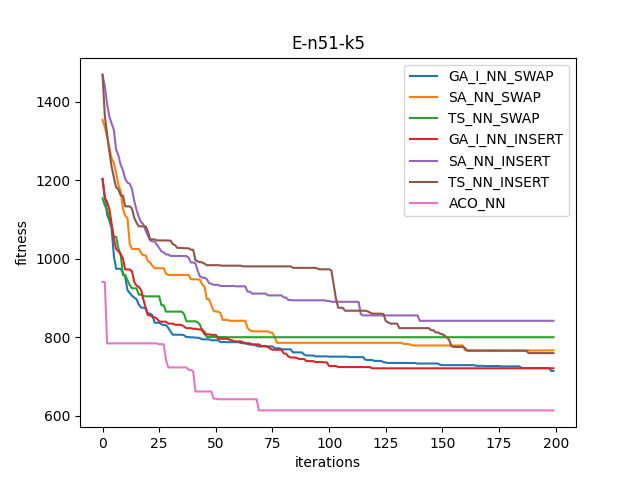 E-n51-k5
GA_I_NN_SWAP
SA_NN_SWAP
TS_NN_SWAP
GA_I_NN_INSERT
SA_NN_INSERT
TS_NN_INSERT
ACO_NN
fitness
1400
1200
1000
800
600
0 25 50 75 100 125 150 175 200
iterations